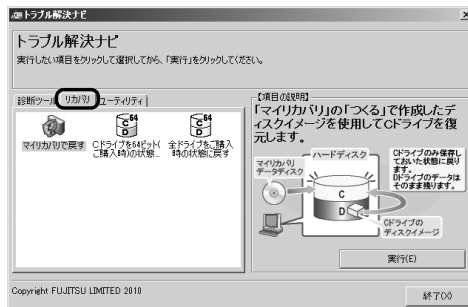 トラブル解決ナビ
トラブル解決ナビ
実行したい項目をクリックして選択してから、「実行」をクリックしてください。
診断ツール リカバリ ユーティリティ
【項目の説明】
「マイリカバリ」の「つくる」で作成したデ
ィスクイメージを使用してCドライブを復
元します。
64
C
D
64
C
D
マイリカバリで戻す
Cドライブを64ビット(
ご購入時)の状態...
全ドライブをご購入
時の状態に戻す
マイリカバリ
データディスク
ハードディスク
Cドライブのみ保存し
ておいた状態に戻り
ます。
Dドライブのデータは
そのまま残ります。
C
D
Cドライブの
ディスクイメージ
実行(E)
Copyright FUJITSU LIMITED 2010
終了(X)